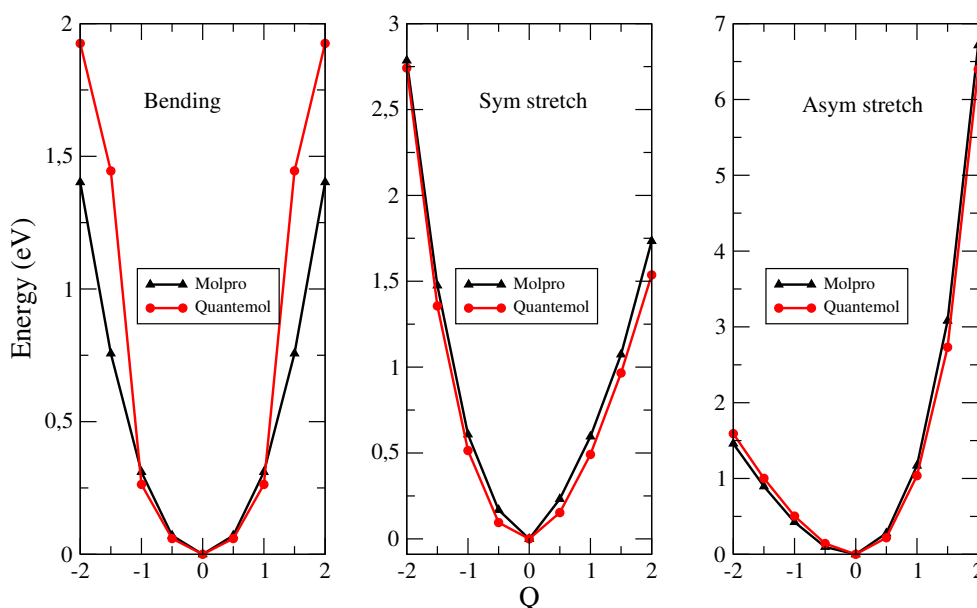 Energy (eV)
2
1,5
1
0,5
0
Bending
Molpro
Quantemol
-2 -1 0 1 2
3
2,5
2
1,5
1
0,5
0
Sym stretch
Molpro
Quantemol
-2 -1 0 1 2
Q
7
6
5
4
3
2
1
0
Asym stretch
Molpro
Quantemol
-2 -1 0 1 2